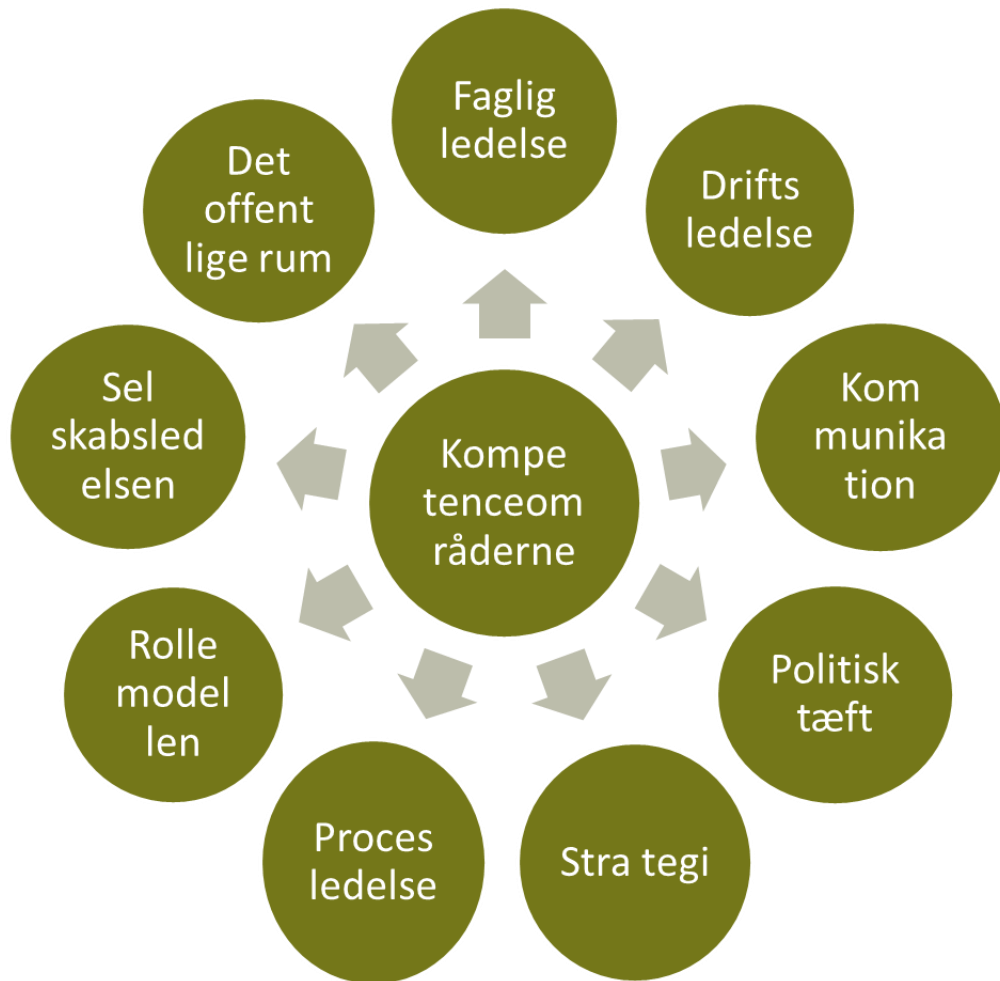 Faglig
ledelse
Drifts
ledelse
Kom
munika
tion
Politisk
tæft
Stra tegi
Proces
ledelse
Rolle
model
len
Sel
skabsled
elsen
Det
offent
lige rum
Kompe
tenceom
råderne